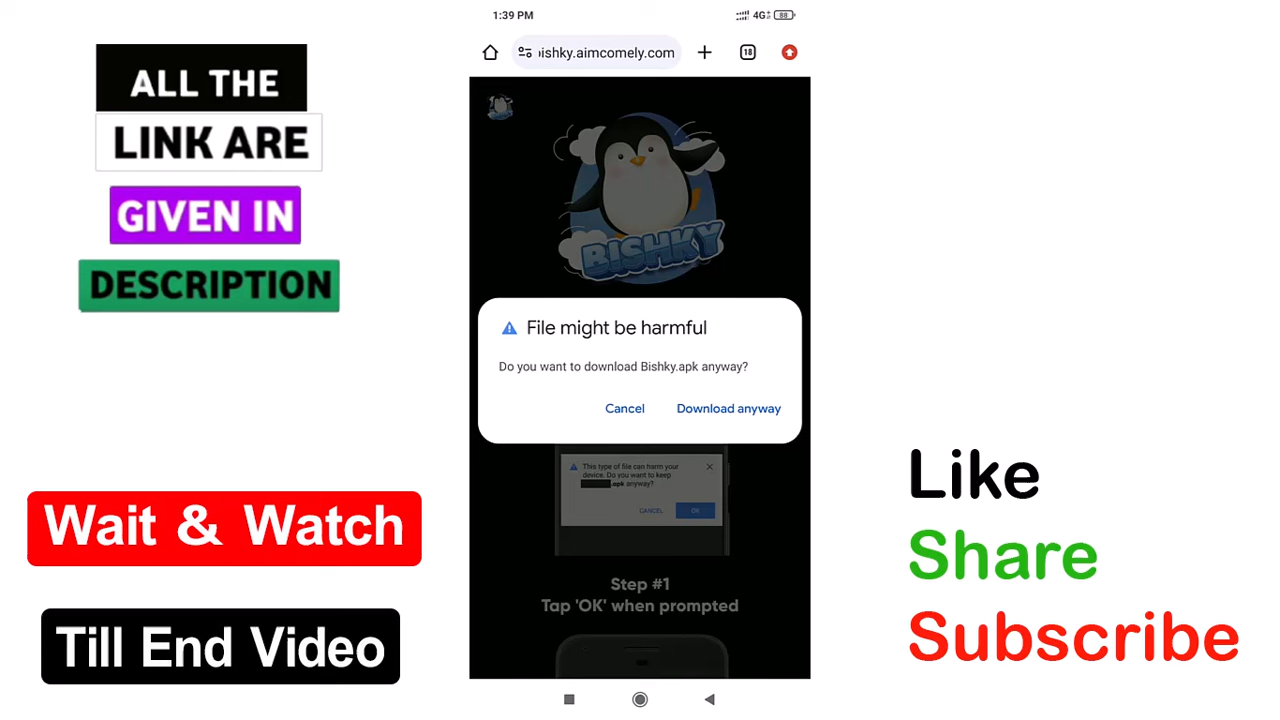 1:39 PM
4G+
88
ishky.aimcomely.com
18
ALL THE
LINK ARE
GIVEN IN
DESCRIPTION
BISHKY
File might be harmful
Do you want to download Bishky.apk anyway?
Cancel
Download anyway
This type of file can harm your
device. Do you want to keep
.apk anyway?
CANCEL
OK
Step #1
Tap 'OK' when prompted
Wait & Watch
Till End Video
Like
Share
Subscribe